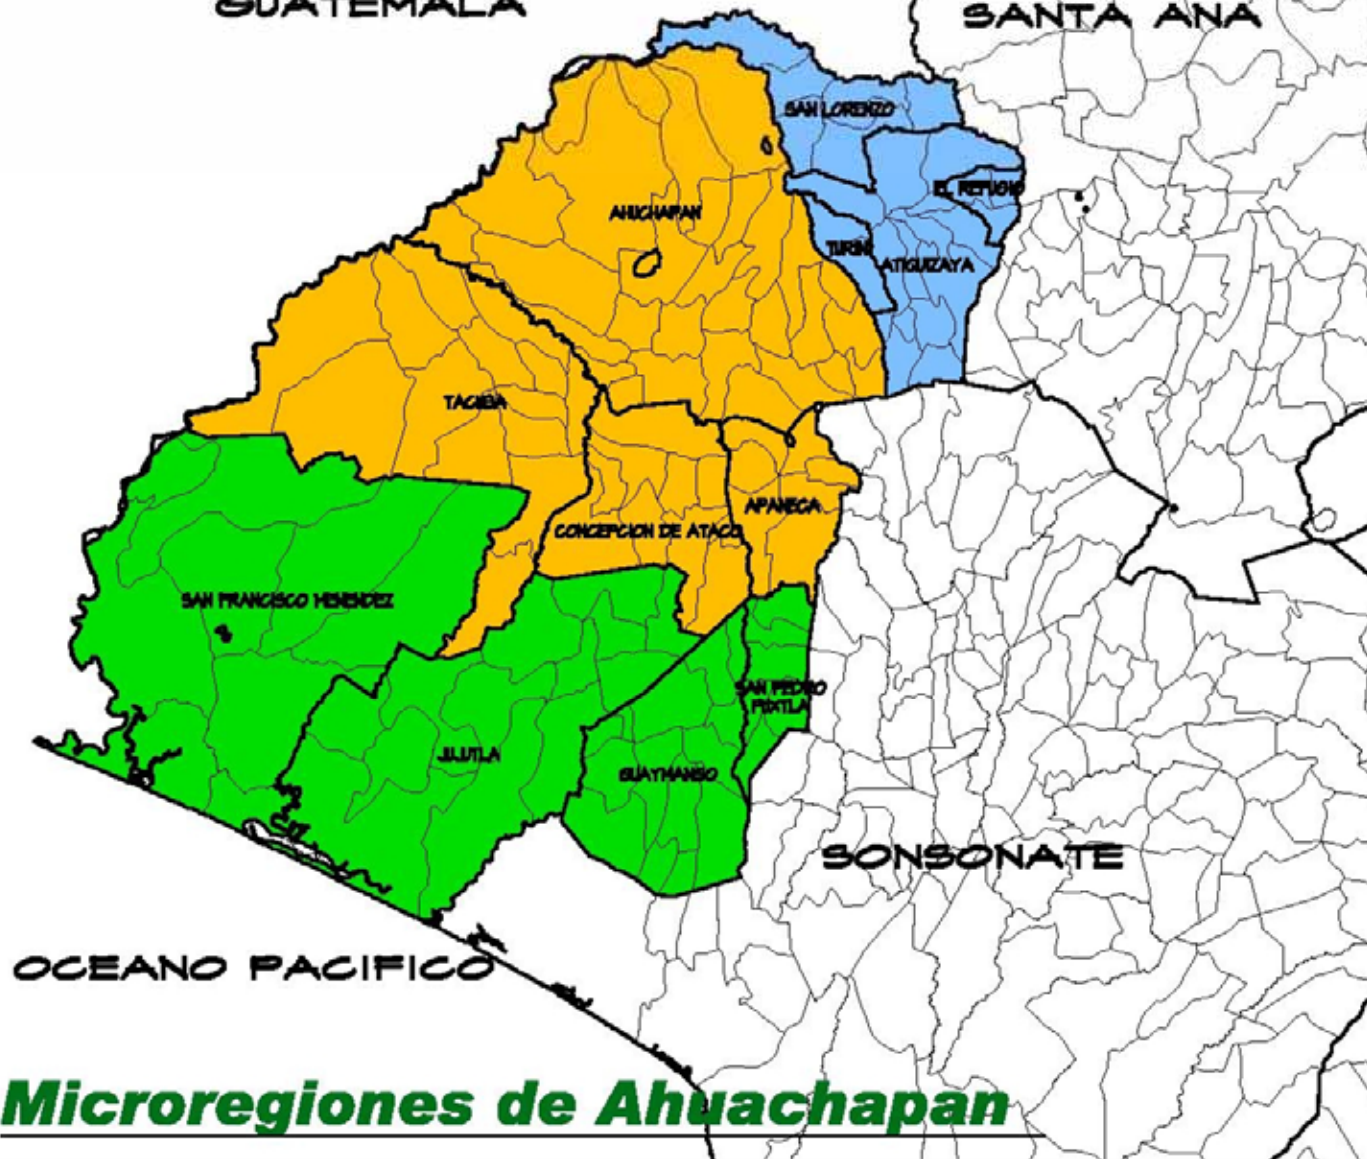 GUATEMALA
SANTA ANA
SAN LORENZO
EL REFUGIO
AHUCHAPAN
TURIN
ATIQUIZAYA
TACUBA
APANECA
CONCEPCION DE ATACO
SAN FRANCISCO MENENDEZ
SAN PEDRO
PUXTLA
JUJUTLA
GUAYMANGO
SONSONATE
OCEANO PACIFICO
Microregiones de Ahuachapan